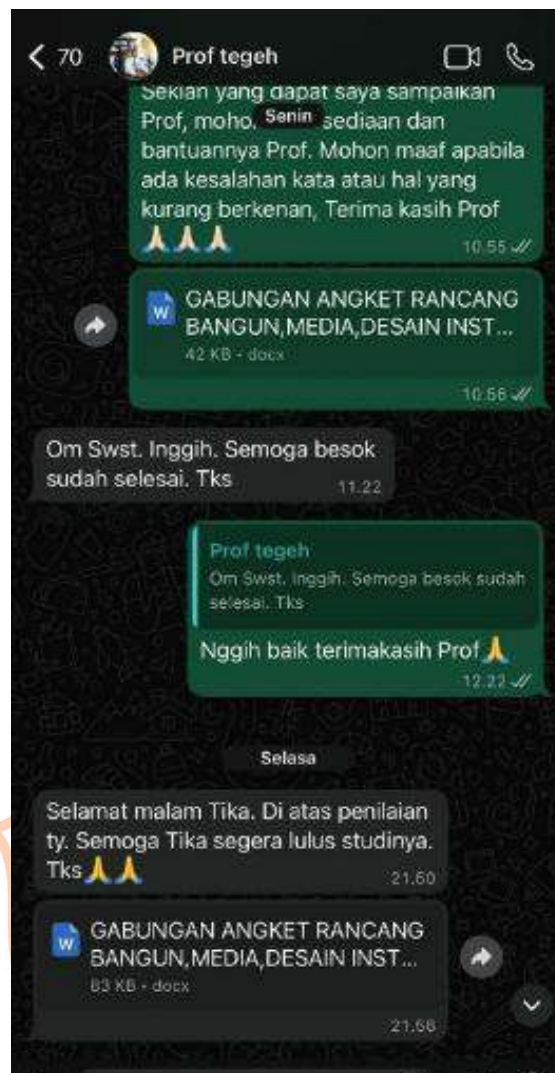 70 Prof tegeh
Sekian yang dapat saya sampaikan
Prof, moho. Senin sediaan dan
bantuannya Prof. Mohon maaf apabila
ada kesalahan kata atau hal yang
kurang berkenan, Terima kasih Prof
🙏🙏🙏 10.55
GABUNGAN ANGKET RANCANG
BANGUN,MEDIA,DESAIN INST...
42 KB - docx
10.56
Om Swst. Inggih. Semoga besok
sudah selesai. Tks 11.22
Prof tegeh
Om Swst. Inggih. Semoga besok sudah
selesai. Tks
Nggih baik terimakasih Prof🙏
12.22
Selasa
Selamat malam Tika. Di atas penilaian
ty. Semoga Tika segera lulus studinya.
Tks🙏🙏
GABUNGAN ANGKET RANCANG
BANGUN,MEDIA,DESAIN INST...
83 KB - docx